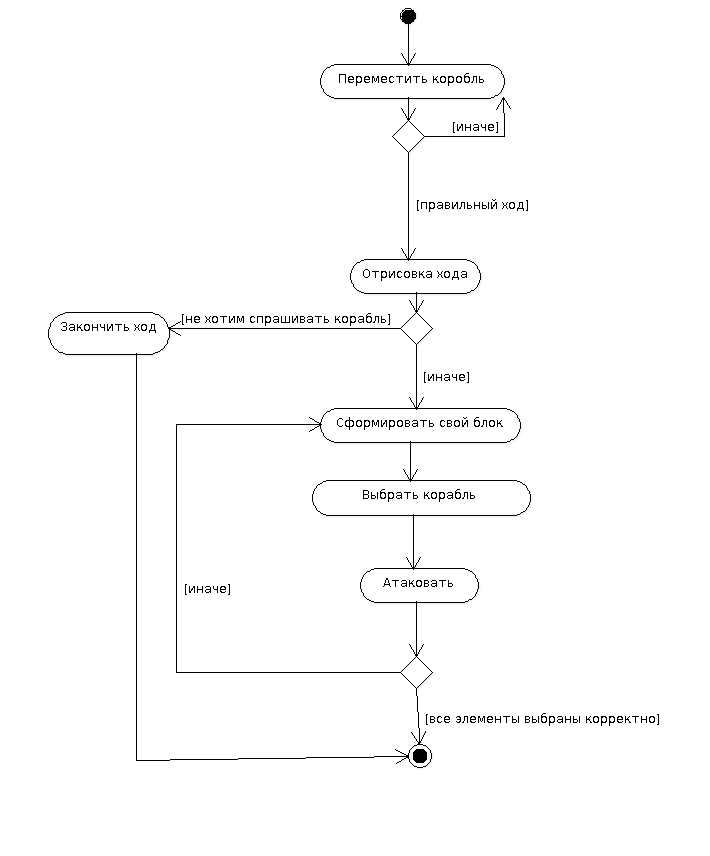 Переместить коробль
[иначе]
[правильный ход]
Отрисовка хода
[не хотим спрашивать корабль]
Закончить ход
[иначе]
Сформировать свой блок
Выбрать корабль
Атаковать
[иначе]
[все элементы выбраны корректно]